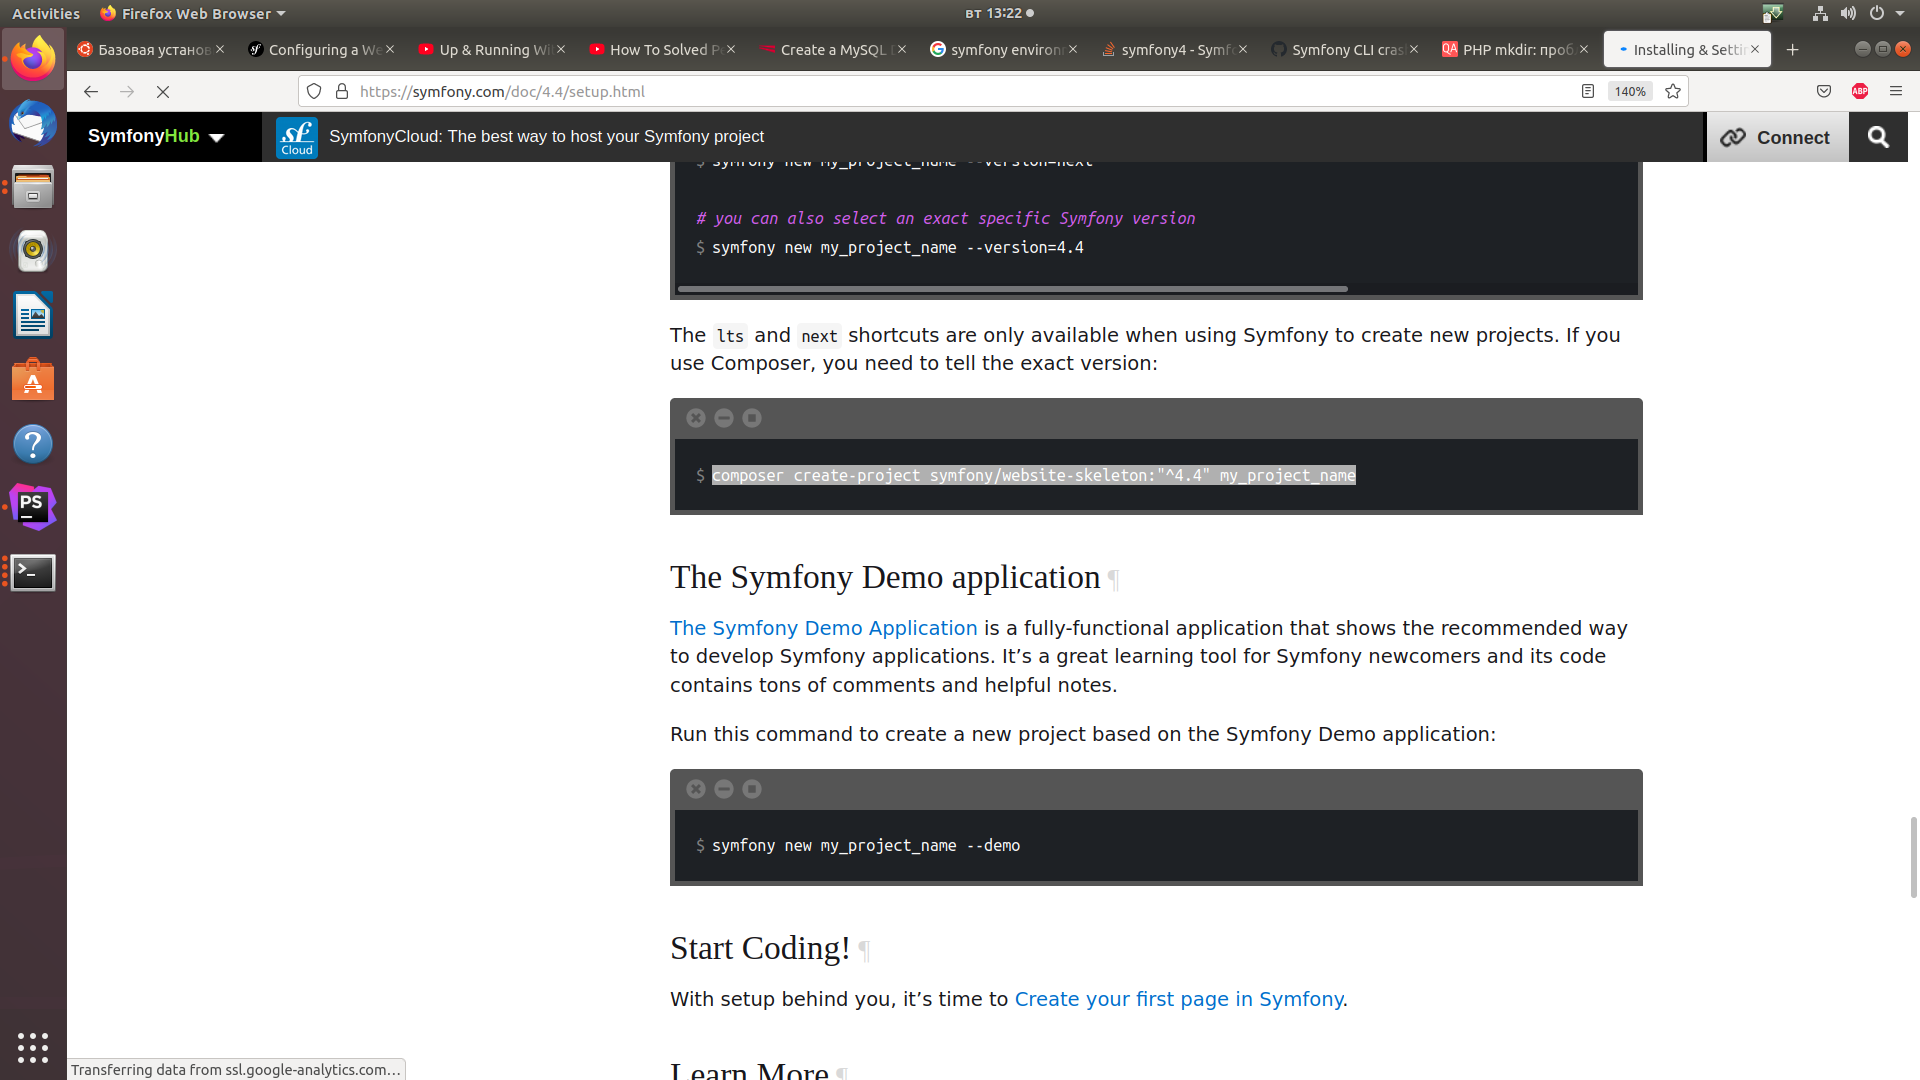 Activities
Firefox Web Browser
вт 13:22
Базовая установ
Configuring a We
Up & Running Wi
How To Solved P
Create a MySQL D
symfony environ
symfony4 - Symf
Symfony CLI cras
PHP mkdir: проб
Installing & Setti
https://symfony.com/doc/4.4/setup.html
140%
ABP
SymfonyHub
sf Cloud
SymfonyCloud: The best way to host your Symfony project
Connect
$ symfony new my_project_name --version=next
# you can also select an exact specific Symfony version
$ symfony new my_project_name --version=4.4
The lts and next shortcuts are only available when using Symfony to create new projects. If you
use Composer, you need to tell the exact version:
$ composer create-project symfony/website-skeleton:"^4.4" my_project_name
The Symfony Demo application ¶
The Symfony Demo Application is a fully-functional application that shows the recommended way
to develop Symfony applications. It’s a great learning tool for Symfony newcomers and its code
contains tons of comments and helpful notes.
Run this command to create a new project based on the Symfony Demo application:
$ symfony new my_project_name --demo
Start Coding! ¶
With setup behind you, it’s time to Create your first page in Symfony.
Learn More ¶
Transferring data from ssl.google-analytics.com…